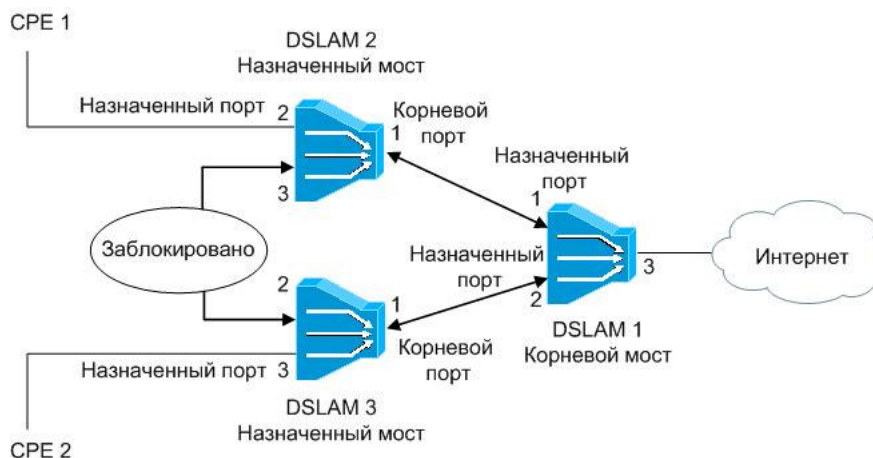 CPE 1
DSLAM 2
Назначенный мост
Назначенный порт
2
1
Корневой
порт
3
Назначенный
порт
1
Заблокировано
Назначенный
порт
2
3
Интернет
2
1
Корневой
порт
DSLAM 1
Корневой мост
Назначенный порт
3
DSLAM 3
Назначенный мост
CPE 2